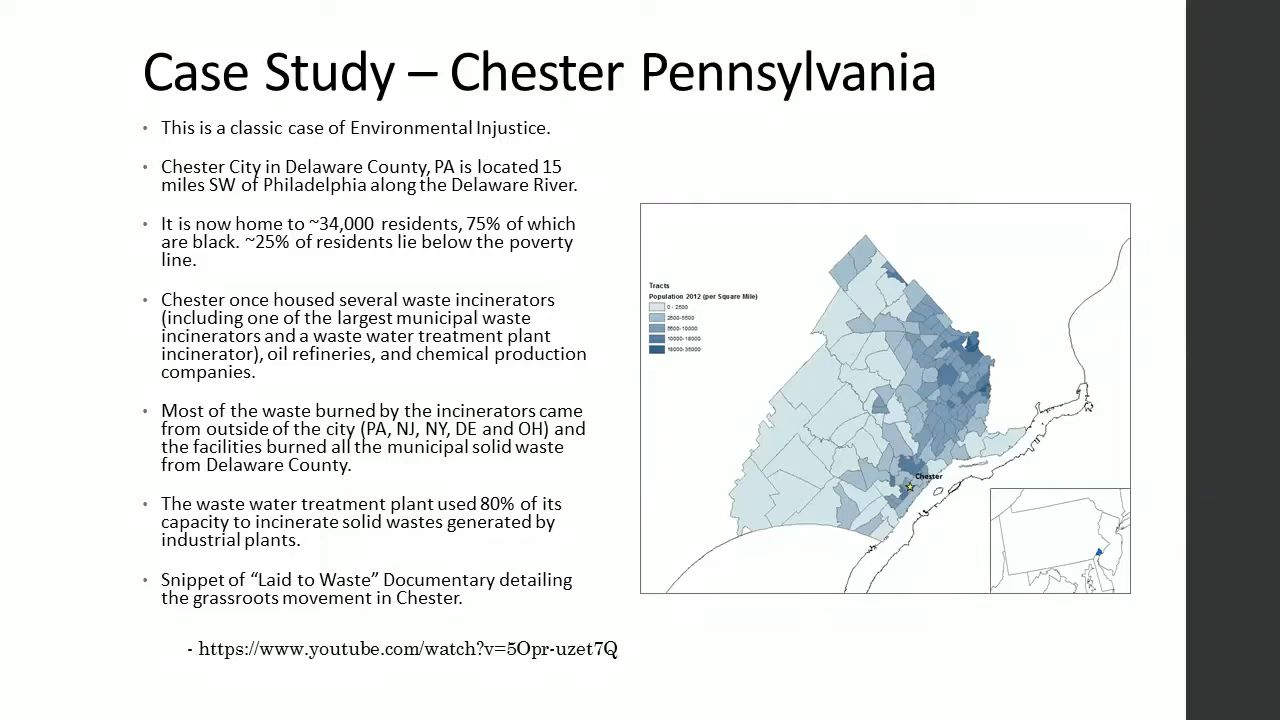 Case Study – Chester Pennsylvania
• This is a classic case of Environmental Injustice.
• Chester City in Delaware County, PA is located 15
miles SW of Philadelphia along the Delaware River.
• It is now home to ~34,000 residents, 75% of which
are black. ~25% of residents lie below the poverty
line.
• Chester once housed several waste incinerators
(including one of the largest municipal waste
incinerators and a waste water treatment plant
incinerator), oil refineries, and chemical production
companies.
• Most of the waste burned by the incinerators came
from outside of the city (PA, NJ, NY, DE and OH) and
the facilities burned all the municipal solid waste
from Delaware County.
• The waste water treatment plant used 80% of its
capacity to incinerate solid wastes generated by
industrial plants.
• Snippet of “Laid to Waste” Documentary detailing
the grassroots movement in Chester.
- https://www.youtube.com/watch?v=5Opr-uzet7Q
Tracts
Population 2012 (per Square Mile)
0 - 2500
2500-5500
5500-10000
10000-18000
18000-35000
Chester